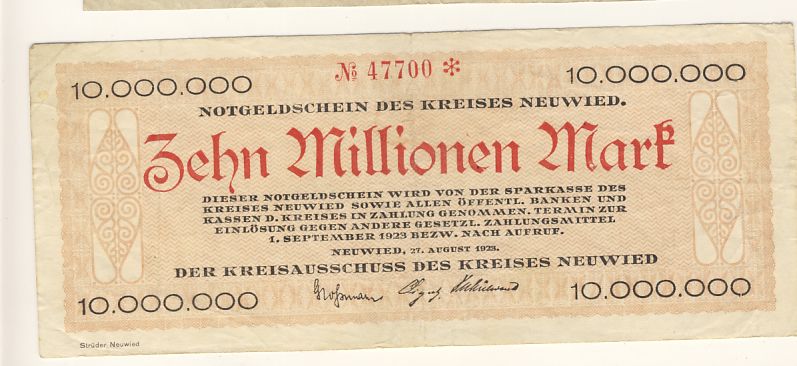 № 47700 *
10.000.000 10.000.000
NOTGELDSCHEIN DES KREISES NEUWIED.
Zehn Millionen Mark
DIESER NOTGELDSCHEIN WIRD VON DER SPARKASSE DES
KREISES NEUWIED SOWIE ALLEN ÖFFENTL. BANKEN UND
KASSEN D. KREISES IN ZAHLUNG GENOMMEN. TERMIN ZUR
EINLÖSUNG GEGEN ANDERE GESETZL. ZAHLUNGSMITTEL
1. SEPTEMBER 1923 BEZW. NACH AUFRUF.
NEUWIED, 27. AUGUST 1923.
DER KREISAUSSCHUSS DES KREISES NEUWIED
10.000.000 10.000.000
Strüder Neuwied